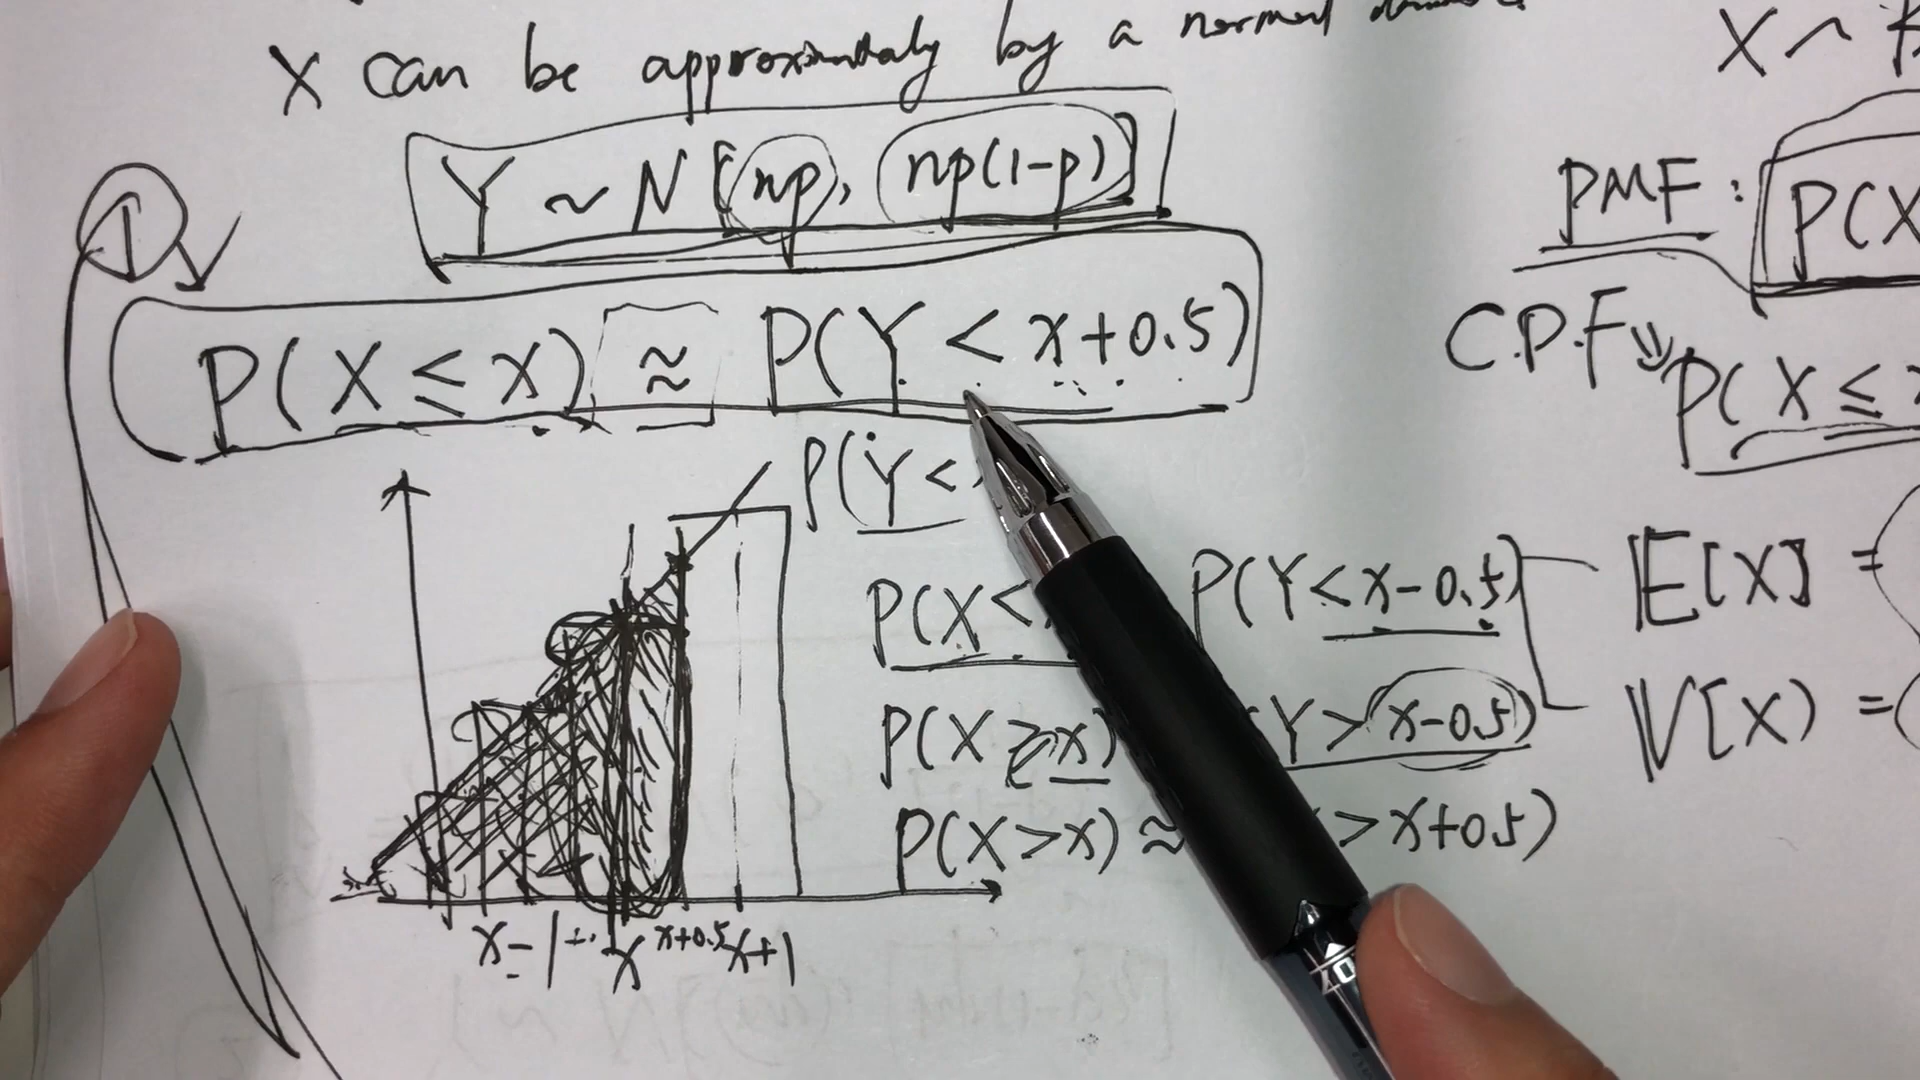 X can be approximataly by a normal
Y ~ N[np, np(1-p)]
1
P(X ≤ x) ≈ P(Y < x+0.5)
P(Y <
P(X < P(Y < x-0.5)
P(X ≥ x) (Y > x-0.5)
P(X > x) ≈ > x+0.5)
x-1 x x+0.5 x+1
X ~
PMF : P(X
C.P.F
P(X ≤
E[X] =
V[X) =